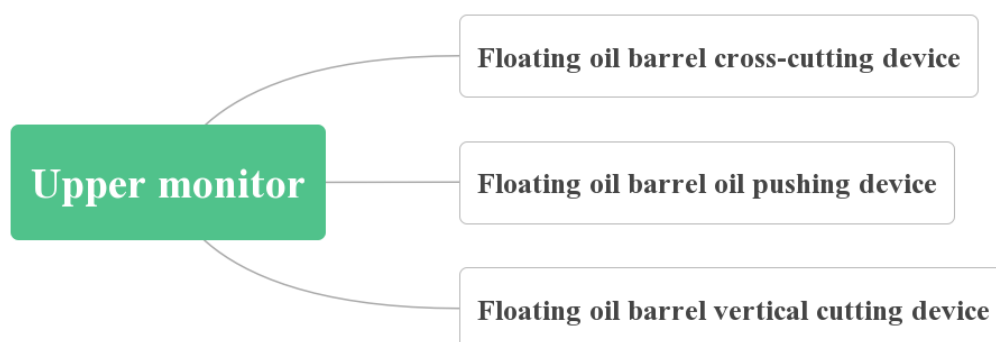 Floating oil barrel cross-cutting device
Upper monitor
Floating oil barrel oil pushing device
Floating oil barrel vertical cutting device